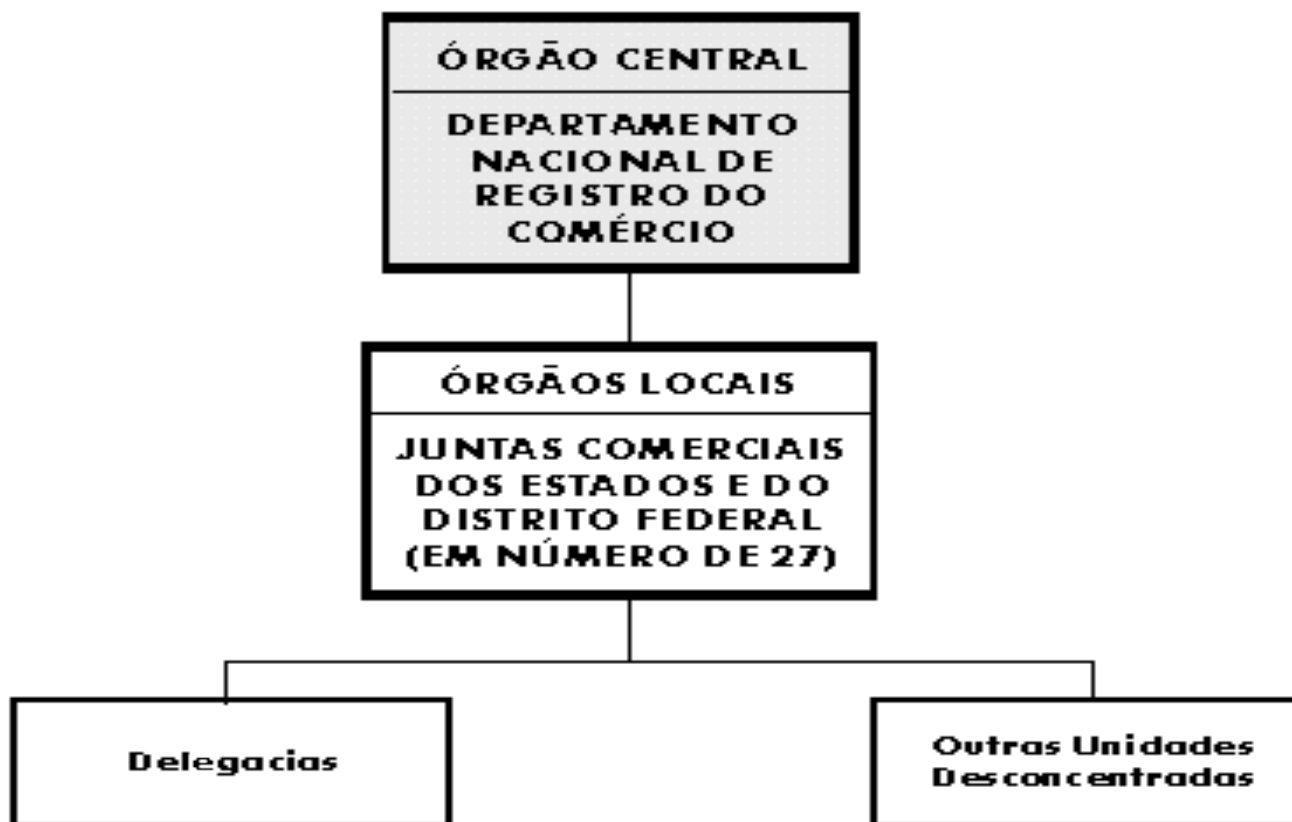 ÓRGÃO CENTRAL
DEPARTAMENTO
NACIONAL DE
REGISTRO DO
COMÉRCIO
ÓRGÃOS LOCAIS
JUNTAS COMERCIAIS
DOS ESTADOS E DO
DISTRITO FEDERAL
(EM NÚMERO DE 27)
Delegacias
Outras Unidades
Desconcentradas